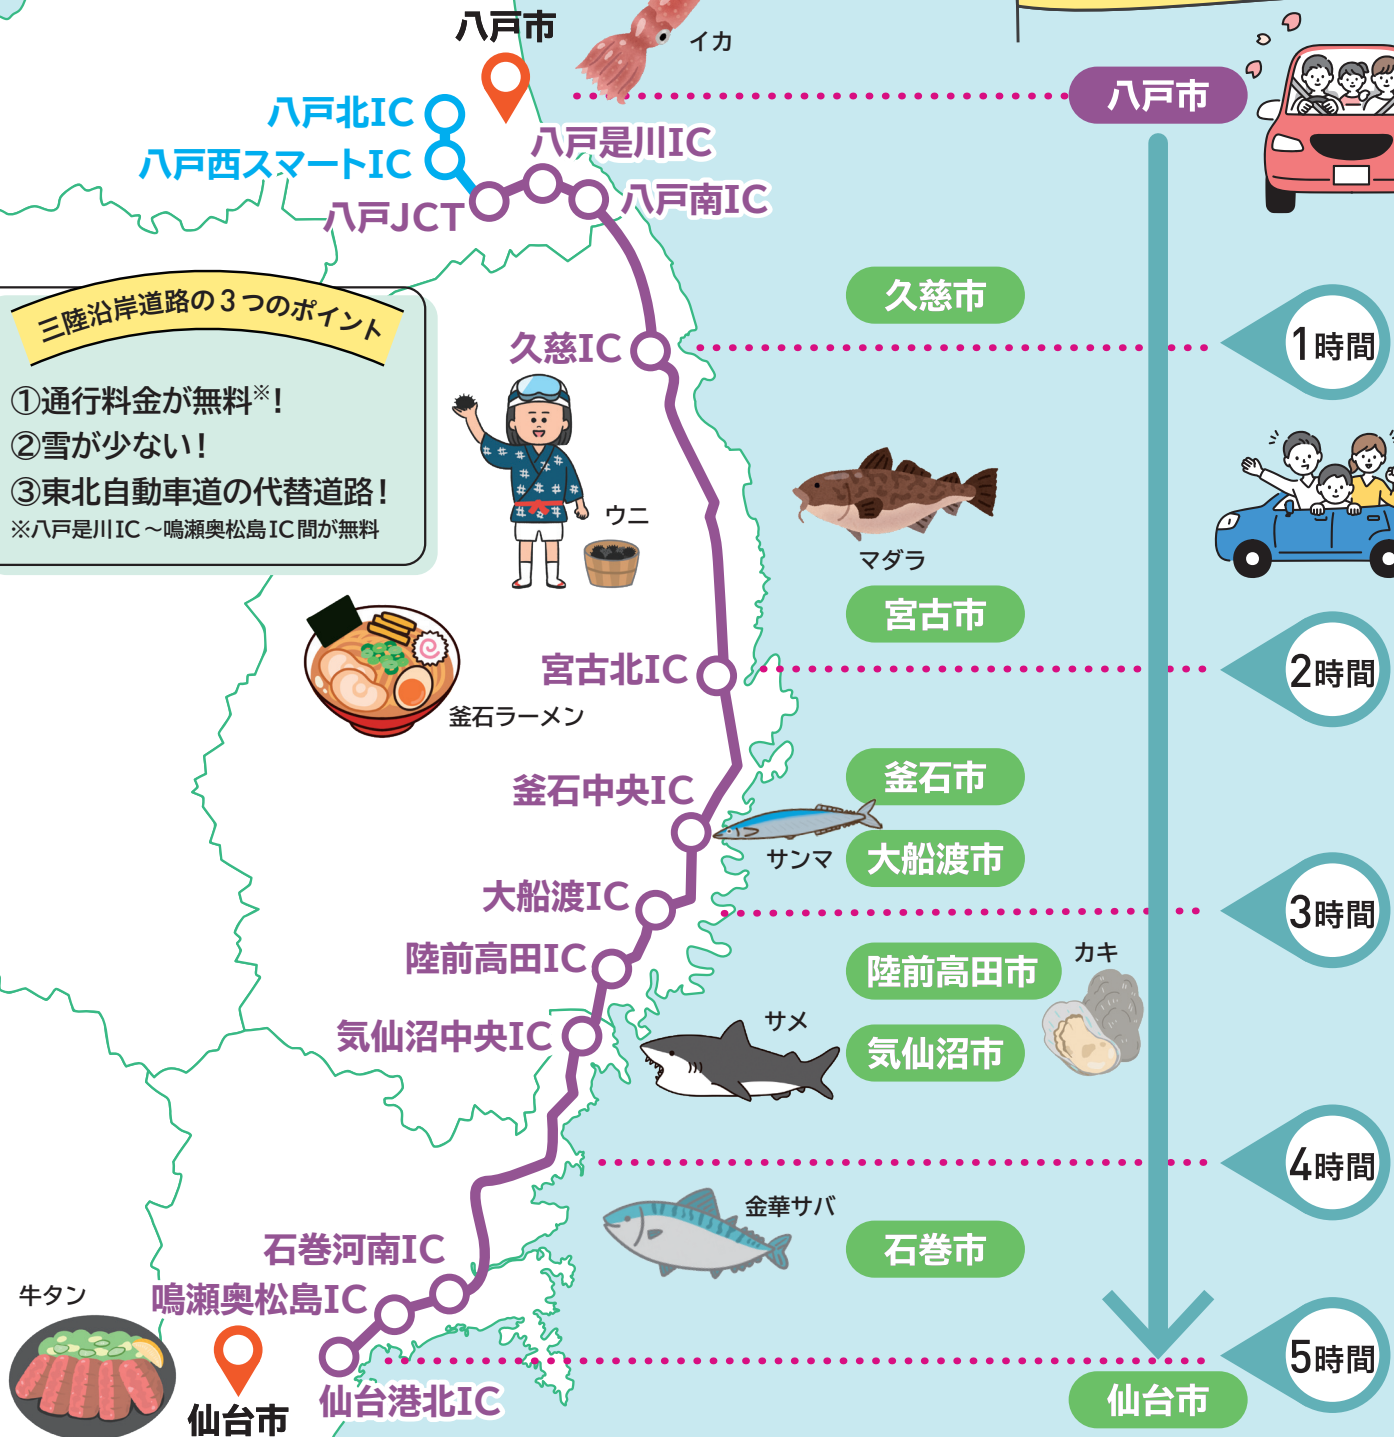 八戸市
イカ
八戸市
八戸北IC
八戸西スマートIC
八戸是川IC
八戸JCT
八戸南IC
三陸沿岸道路の3つのポイント
①通行料金が無料※!
②雪が少ない!
③東北自動車道の代替道路!
※八戸是川IC～鳴瀬奥松島IC間が無料
久慈市
久慈IC
1時間
ウニ
マダラ
宮古市
宮古北IC
2時間
釜石ラーメン
釜石市
釜石中央IC
サンマ
大船渡市
大船渡IC
3時間
陸前高田IC
陸前高田市
カキ
気仙沼中央IC
サメ
気仙沼市
4時間
金華サバ
石巻市
石巻河南IC
鳴瀬奥松島IC
牛タン
5時間
仙台港北IC
仙台市
仙台市